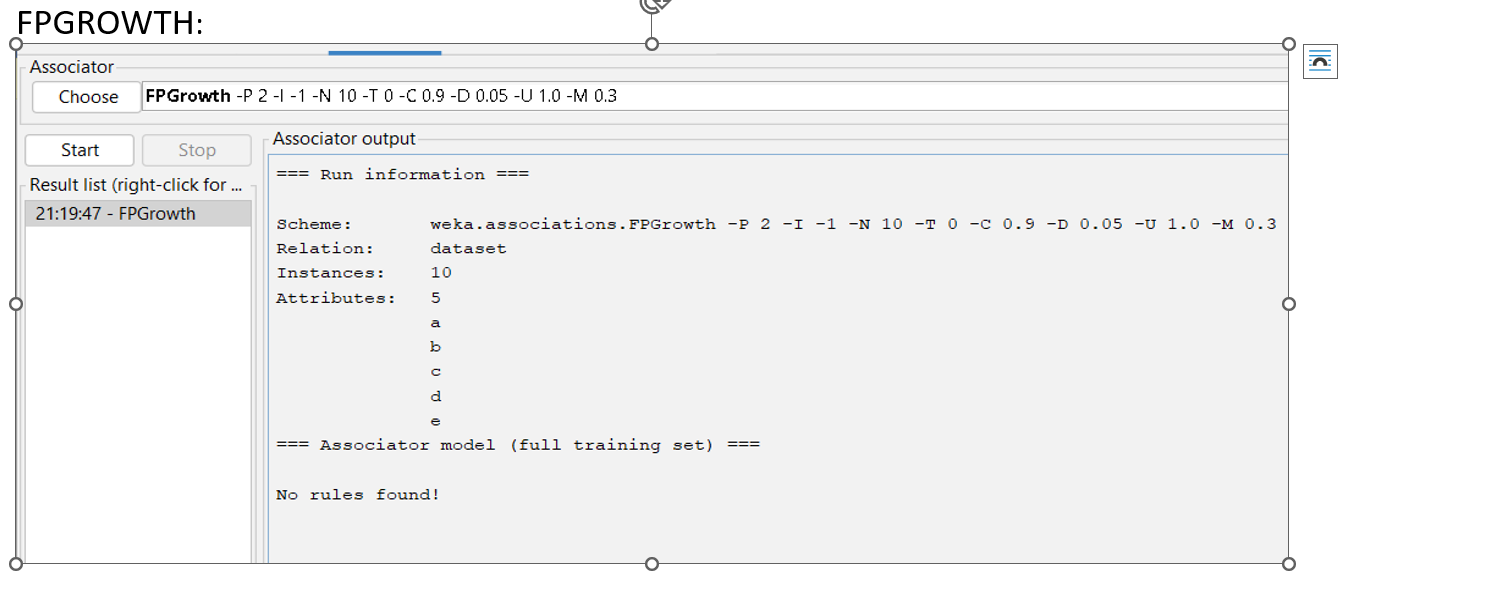 FPGROWTH:
Associator
Choose FPGrowth -P 2 -I -1 -N 10 -T 0 -C 0.9 -D 0.05 -U 1.0 -M 0.3
Start Stop
Associator output
Result list (right-click for ...
21:19:47 - FPGrowth
=== Run information ===
Scheme: weka.associations.FPGrowth -P 2 -I -1 -N 10 -T 0 -C 0.9 -D 0.05 -U 1.0 -M 0.3
Relation: dataset
Instances: 10
Attributes: 5
a
b
c
d
e
=== Associator model (full training set) ===
No rules found!